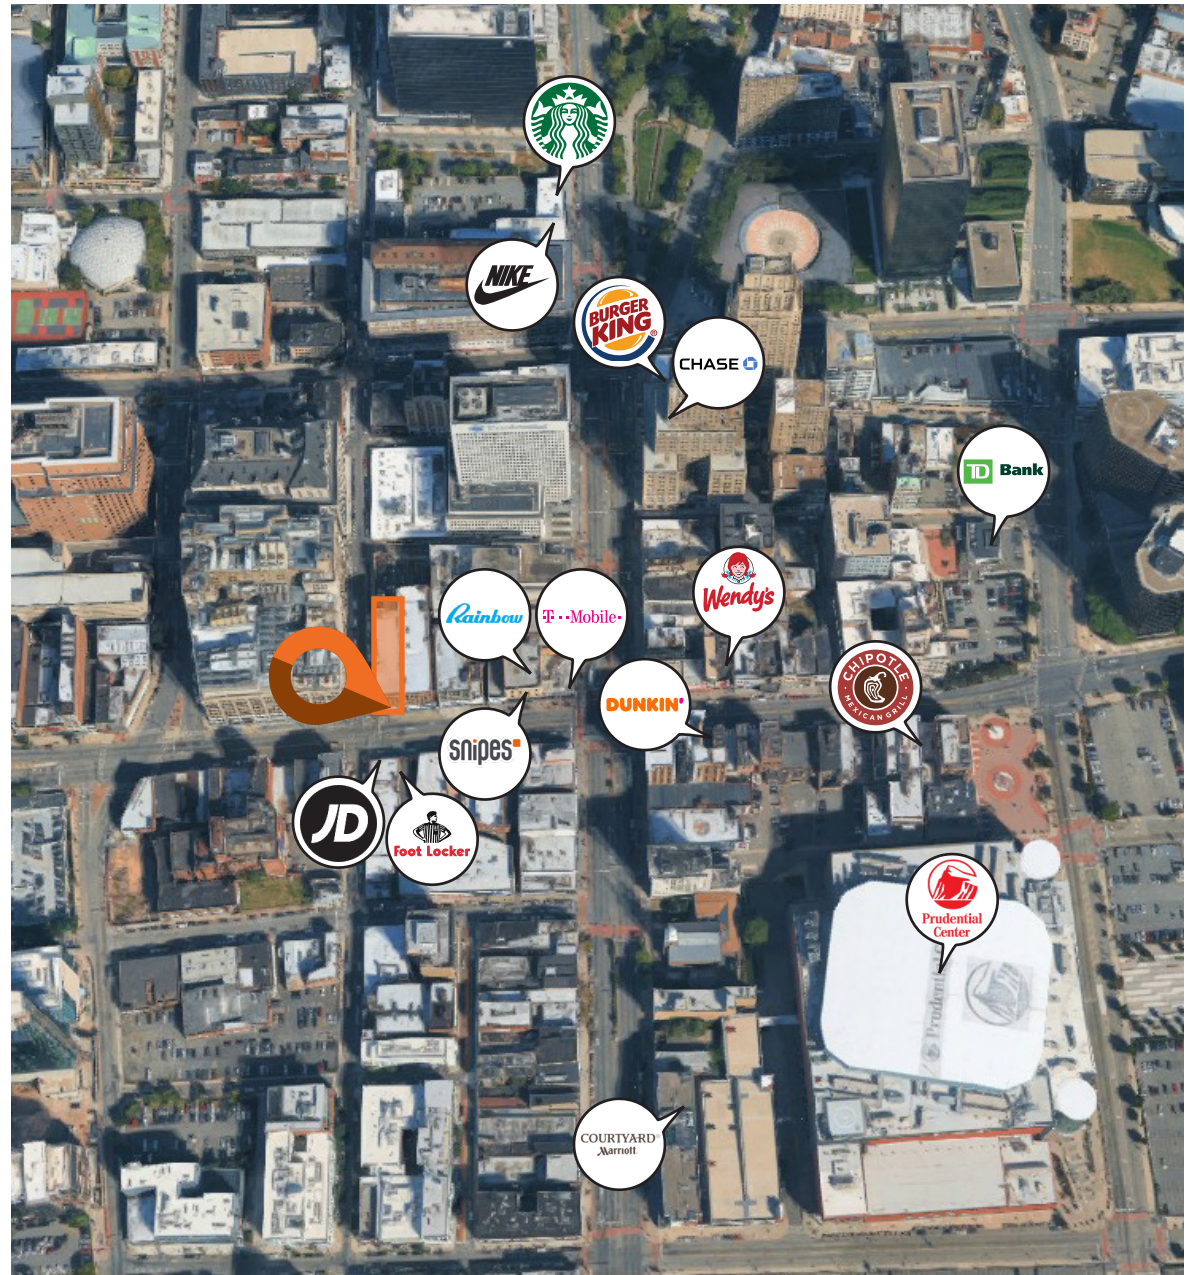 NIKE
BURGER
KING
®
CHASE
TD Bank
Rainbow
T··Mobile·
Wendy's
CHIPOTLE
MEXICAN GRILL
DUNKIN'
snipes
JD
Foot Locker
Prudential
Center
Prudential
COURTYARD®
Marriott